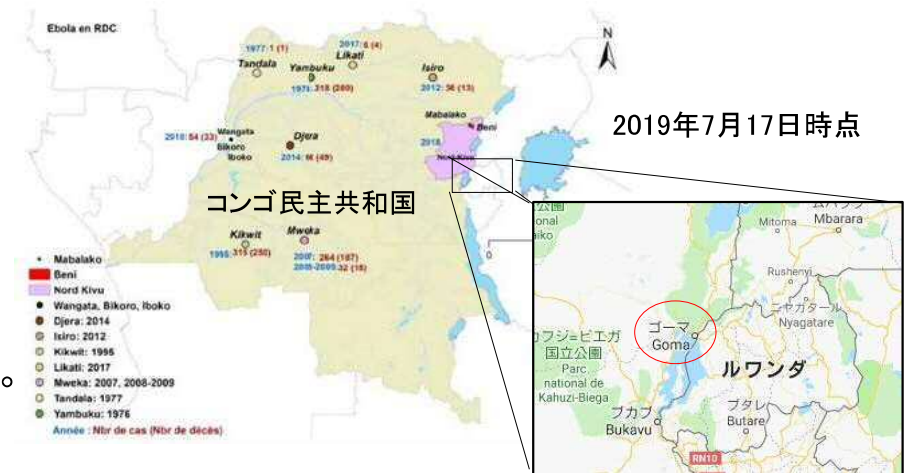 Ebola en RDC
N
1977: 1 (1)
Tandala
2017: 8 (4)
Likati
Yambuku
1976: 318 (280)
Isiro
2012: 36 (13)
Mabalako
Beni
2018
Nord Kivu
2018: 54 (33)
Wangata
Bikoro
Iboko
Djera
2014: 66 (49)
2019年7月17日時点
コンゴ民主共和国
Kikwit
1995: 315 (250)
Mweka
2007: 264 (187)
2008-2009: 32 (15)
0
Mabalako
Beni
Nord Kivu
Wangata, Bikoro, Iboko
Djera: 2014
Isiro: 2012
Kikwit: 1995
Likati: 2017
Mweka: 2007, 2008-2009
Tandala: 1977
Yambuku: 1976
Année : Nbr de cas (Nbr de décès)
。
Mitoma
Mbarara
Rushenyi
ニヤガタール
Nyagatare
ゴーマ
Goma
カフジ=ビエガ
国立公園
Parc
national de
Kahuzi-Biega
ルワンダ
ブカブ
Bukavu
ブタレ
Butare
RN10